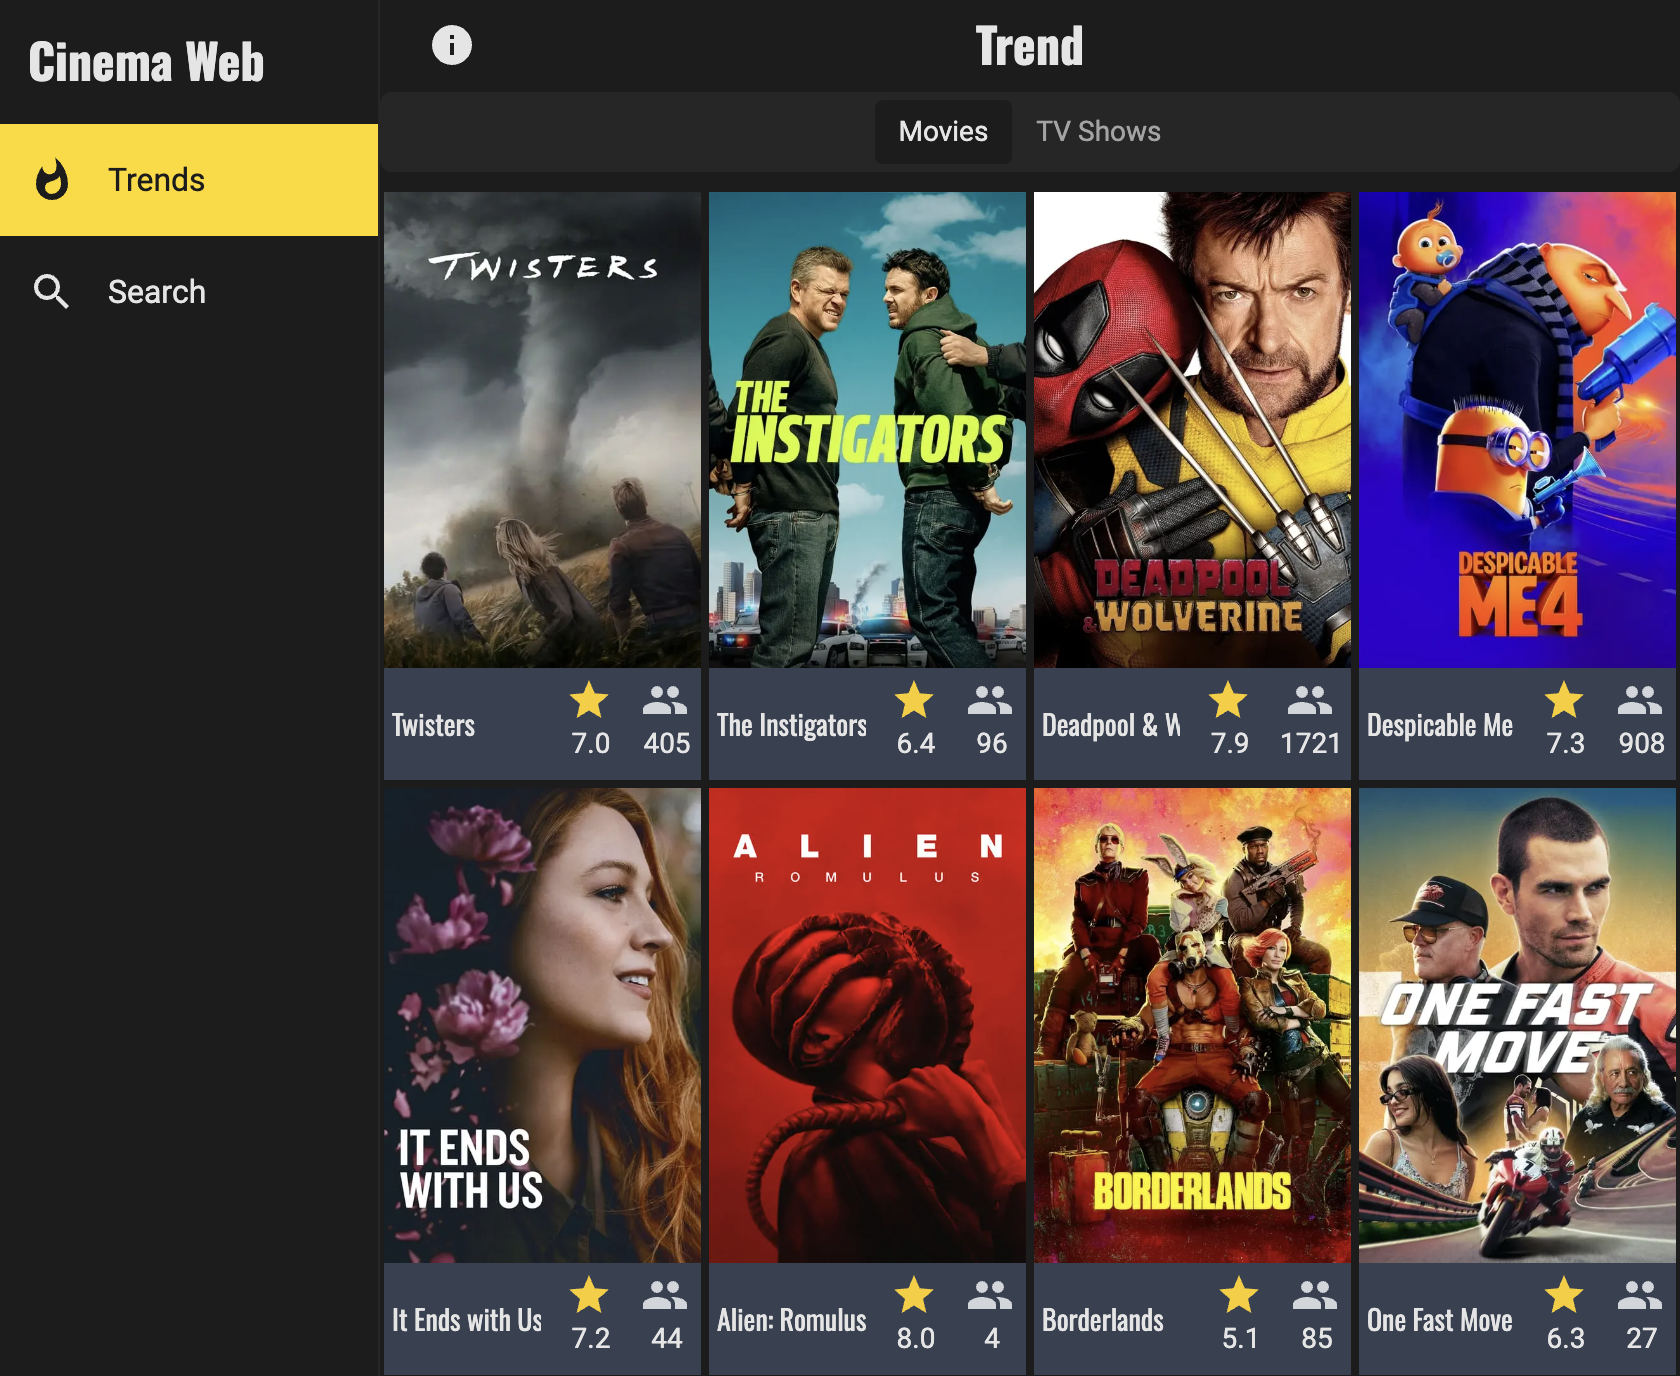 Cinema Web
Trends
Search
Trend
Movies
TV Shows
TWISTERS
THE
INSTIGATORS
DEADPOOL
& WOLVERINE
DESPICABLE
ME 4
Twisters
7.0
405
The Instigators
6.4
96
Deadpool & W
7.9
1721
Despicable Me
7.3
908
IT ENDS
WITH US
ALIEN
ROMULUS
B3
BORDERLANDS
ONE FAST
MOVE
It Ends with Us
7.2
44
Alien: Romulus
8.0
4
Borderlands
5.1
85
One Fast Move
6.3
27